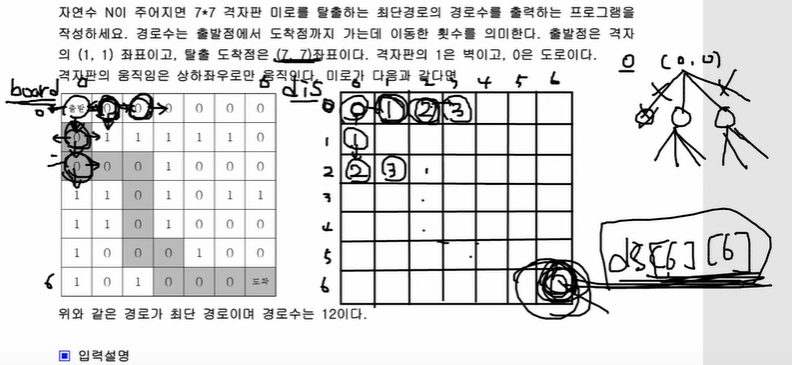 자연수 N이 주어지면 7*7 격자판 미로를 탈출하는 최단경로의 경로수를 출력하는 프로그램을
작성하세요. 경로수는 출발점에서 도착점까지 가는데 이동한 횟수를 의미한다. 출발점은 격자
의 (1, 1) 좌표이고, 탈출 도착점은 (7, 7)좌표이다. 격자판의 1은 벽이고, 0은 도로이다.
격자판의 움직임은 상하좌우로만 움직인다. 미로가 다음과 같다면
board 0 6 dis 0 1 2 3 4 5 6 0 (0,0)
0 출발 0 0 0 0 0 0 0 0 1 2 3
0 1 1 1 1 1 0 1 1
0 0 0 1 0 0 0 2 2 3
1 1 0 1 0 1 1 3
1 1 0 1 0 0 0 4
1 0 0 0 1 0 0 5 dis[6][6]
6 1 0 1 0 0 0 도착 6
위와 같은 경로가 최단 경로이며 경로수는 12이다.
입력설명